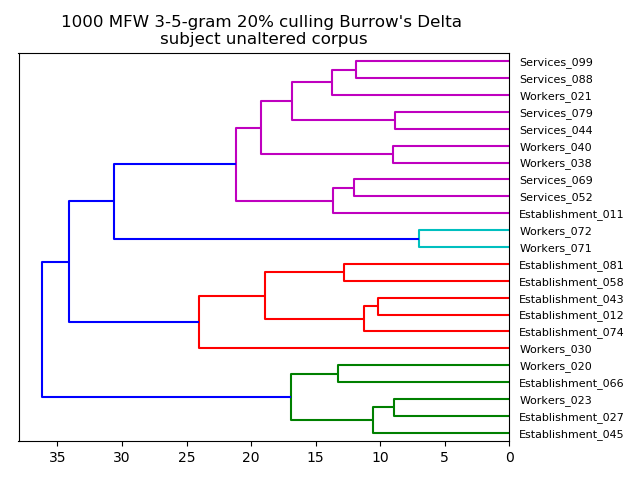 1000 MFW 3-5-gram 20% culling Burrow's Delta
subject unaltered corpus
Services_099
Services_088
Workers_021
Services_079
Services_044
Workers_040
Workers_038
Services_069
Services_052
Establishment_011
Workers_072
Workers_071
Establishment_081
Establishment_058
Establishment_043
Establishment_012
Establishment_074
Workers_030
Workers_020
Establishment_066
Workers_023
Establishment_027
Establishment_045
35 30 25 20 15 10 5 0